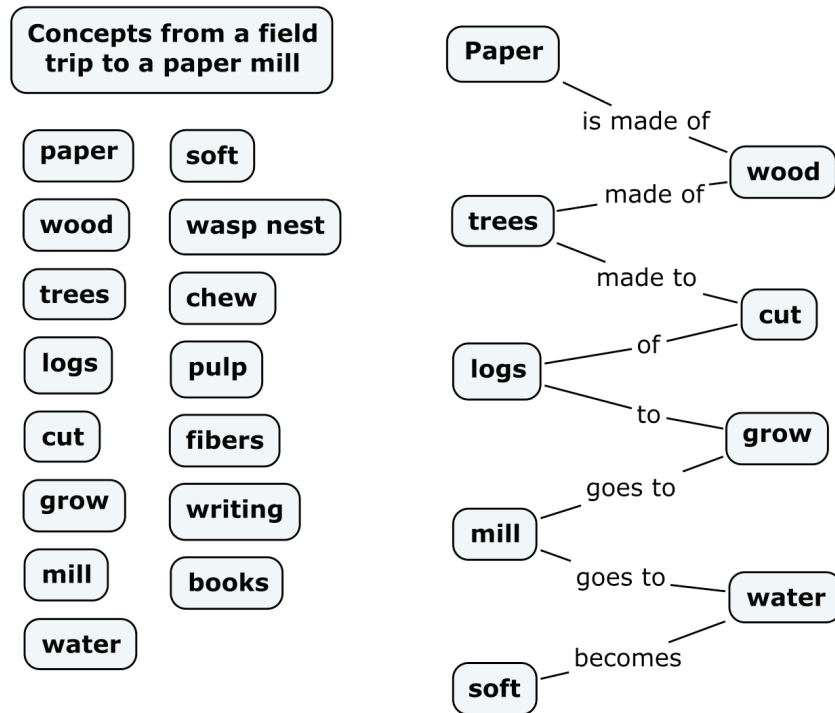 Concepts from a field
trip to a paper mill
paper
wood
trees
logs
cut
grow
mill
water
soft
wasp nest
chew
pulp
fibers
writing
books
Paper
is made of
wood
made of
trees
made to
cut
of
logs
to
grow
goes to
mill
goes to
water
becomes
soft